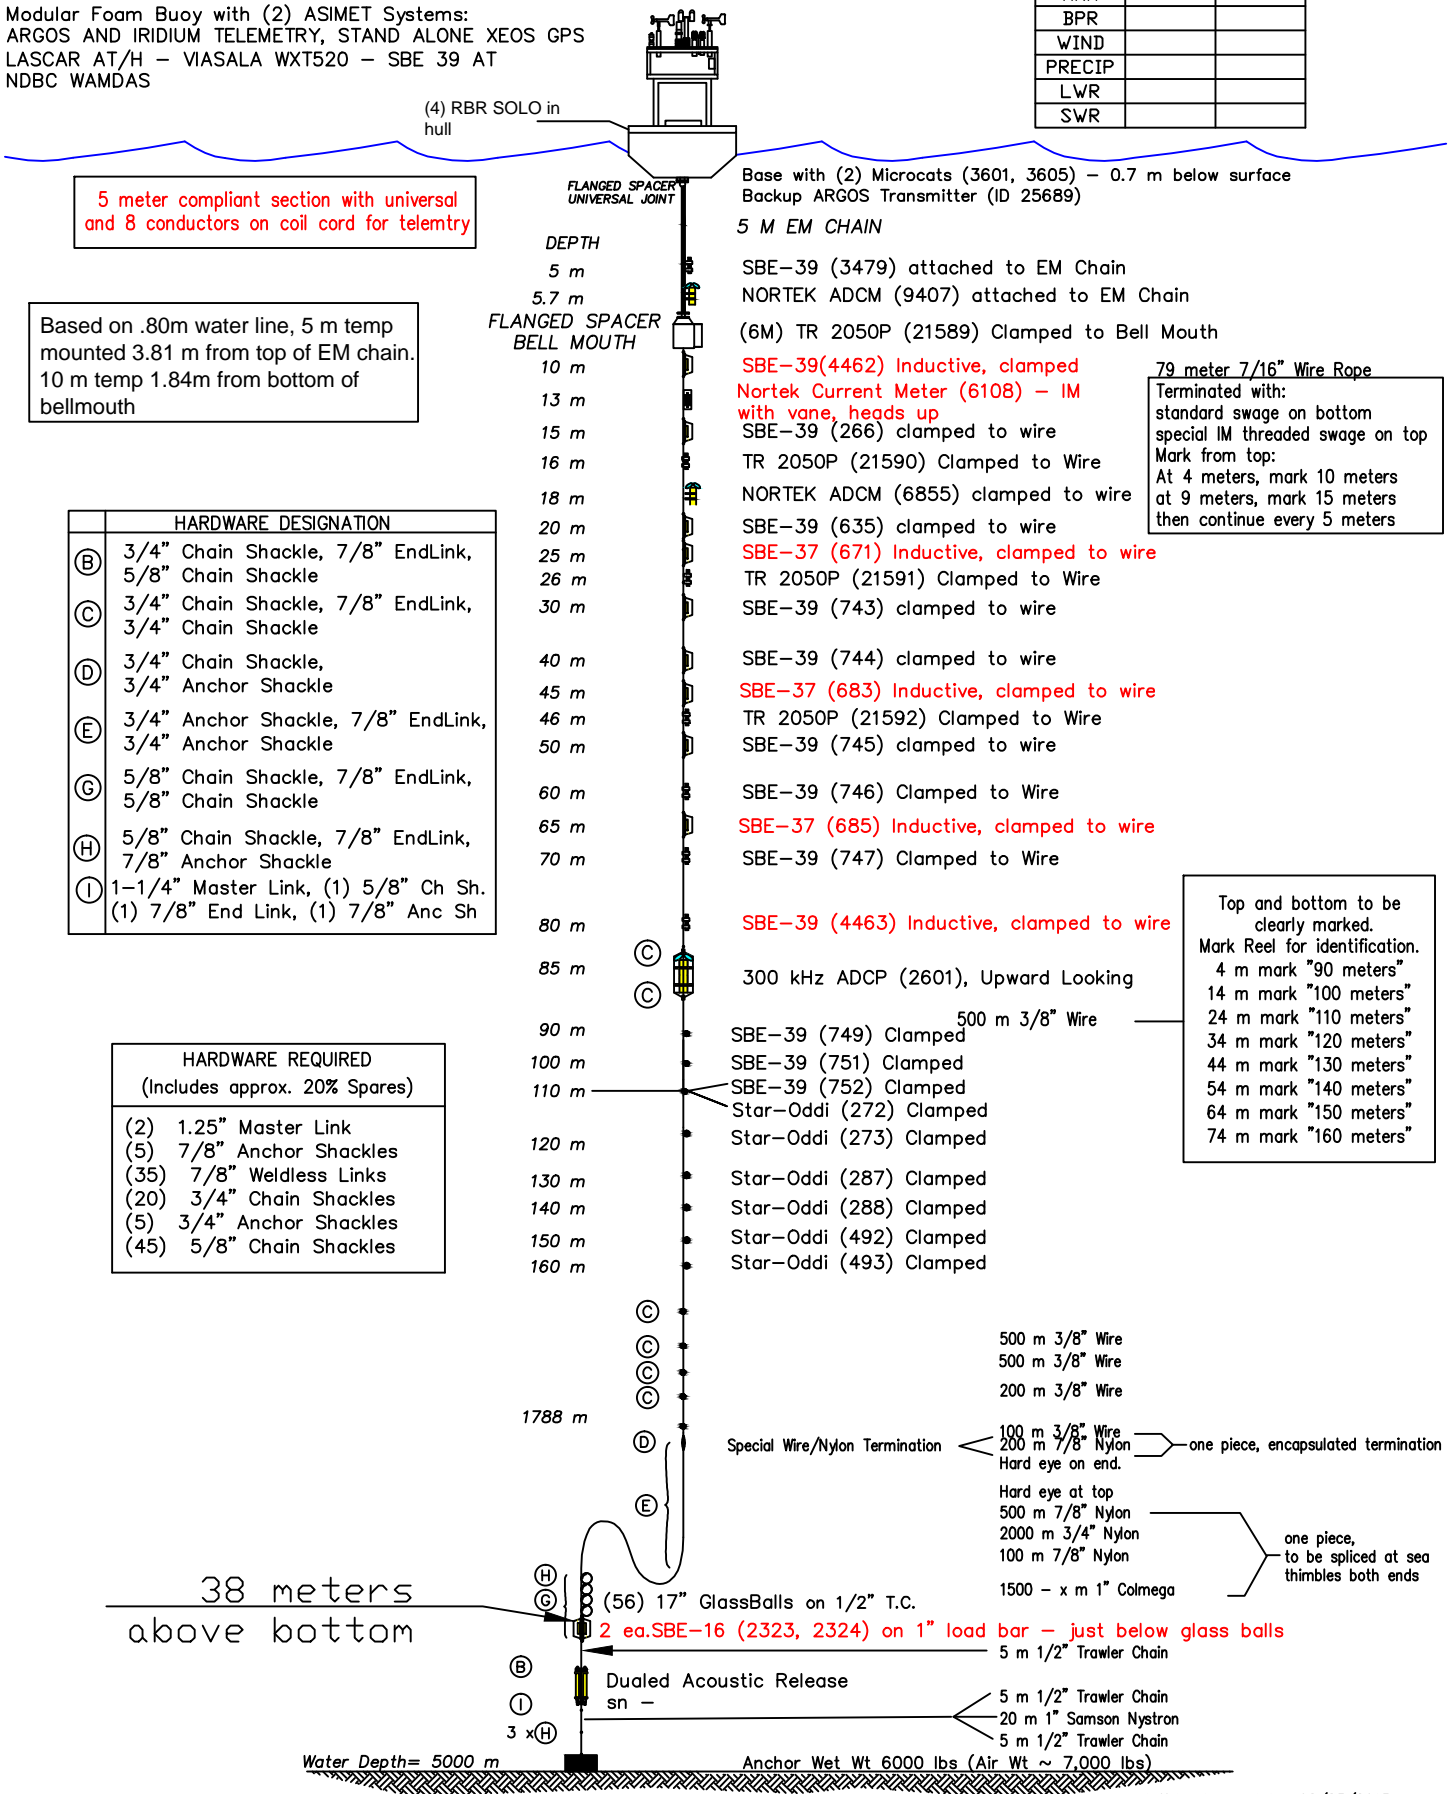 Modular Foam Buoy with (2) ASIMET Systems:
ARGOS AND IRIDIUM TELEMETRY, STAND ALONE XEOS GPS
LASCAR AT/H – VIASALA WXT520 – SBE 39 AT
NDBC WAMDAS
BPR
WIND
PRECIP
LWR
SWR
(4) RBR SOLO in
hull
5 meter compliant section with universal
and 8 conductors on coil cord for telemtry
FLANGED SPACER
UNIVERSAL JOINT
Base with (2) Microcats (3601, 3605) – 0.7 m below surface
Backup ARGOS Transmitter (ID 25689)
5 M EM CHAIN
DEPTH
5 m SBE–39 (3479) attached to EM Chain
5.7 m NORTEK ADCM (9407) attached to EM Chain
FLANGED SPACER
BELL MOUTH
(6M) TR 2050P (21589) Clamped to Bell Mouth
Based on .80m water line, 5 m temp
mounted 3.81 m from top of EM chain.
10 m temp 1.84m from bottom of
bellmouth
10 m SBE–39(4462) Inductive, clamped
13 m Nortek Current Meter (6108) – IM
with vane, heads up
15 m SBE–39 (266) clamped to wire
16 m TR 2050P (21590) Clamped to Wire
18 m NORTEK ADCM (6855) clamped to wire
20 m SBE–39 (635) clamped to wire
25 m SBE–37 (671) Inductive, clamped to wire
26 m TR 2050P (21591) Clamped to Wire
30 m SBE–39 (743) clamped to wire
40 m SBE–39 (744) clamped to wire
45 m SBE–37 (683) Inductive, clamped to wire
46 m TR 2050P (21592) Clamped to Wire
50 m SBE–39 (745) clamped to wire
60 m SBE–39 (746) Clamped to Wire
65 m SBE–37 (685) Inductive, clamped to wire
70 m SBE–39 (747) Clamped to Wire
80 m SBE–39 (4463) Inductive, clamped to wire
C
85 m 300 kHz ADCP (2601), Upward Looking
C
79 meter 7/16" Wire Rope
Terminated with:
standard swage on bottom
special IM threaded swage on top
Mark from top:
At 4 meters, mark 10 meters
at 9 meters, mark 15 meters
then continue every 5 meters
HARDWARE DESIGNATION
B 3/4" Chain Shackle, 7/8" EndLink,
5/8" Chain Shackle
C 3/4" Chain Shackle, 7/8" EndLink,
3/4" Chain Shackle
D 3/4" Chain Shackle,
3/4" Anchor Shackle
E 3/4" Anchor Shackle, 7/8" EndLink,
3/4" Anchor Shackle
G 5/8" Chain Shackle, 7/8" EndLink,
5/8" Chain Shackle
H 5/8" Chain Shackle, 7/8" EndLink,
7/8" Anchor Shackle
I 1–1/4" Master Link, (1) 5/8" Ch Sh.
(1) 7/8" End Link, (1) 7/8" Anc Sh
Top and bottom to be
clearly marked.
Mark Reel for identification.
4 m mark "90 meters"
14 m mark "100 meters"
24 m mark "110 meters"
34 m mark "120 meters"
44 m mark "130 meters"
54 m mark "140 meters"
64 m mark "150 meters"
74 m mark "160 meters"
500 m 3/8" Wire
90 m SBE–39 (749) Clamped
100 m SBE–39 (751) Clamped
110 m SBE–39 (752) Clamped
Star–Oddi (272) Clamped
120 m Star–Oddi (273) Clamped
130 m Star–Oddi (287) Clamped
140 m Star–Oddi (288) Clamped
150 m Star–Oddi (492) Clamped
160 m Star–Oddi (493) Clamped
HARDWARE REQUIRED
(Includes approx. 20% Spares)
(2) 1.25" Master Link
(5) 7/8" Anchor Shackles
(35) 7/8" Weldless Links
(20) 3/4" Chain Shackles
(5) 3/4" Anchor Shackles
(45) 5/8" Chain Shackles
C
C
C
C
500 m 3/8" Wire
500 m 3/8" Wire
200 m 3/8" Wire
1788 m
D
Special Wire/Nylon Termination
100 m 3/8" Wire
200 m 7/8" Nylon
Hard eye on end.
one piece, encapsulated termination
E
Hard eye at top
500 m 7/8" Nylon
2000 m 3/4" Nylon
100 m 7/8" Nylon
1500 – x m 1" Colmega
one piece,
to be spliced at sea
thimbles both ends
38 meters
above bottom
H
G
(56) 17" GlassBalls on 1/2" T.C.
2 ea.SBE–16 (2323, 2324) on 1" load bar – just below glass balls
5 m 1/2" Trawler Chain
B
Dualed Acoustic Release
sn –
I
3 x H
5 m 1/2" Trawler Chain
20 m 1" Samson Nystron
5 m 1/2" Trawler Chain
Water Depth= 5000 m
Anchor Wet Wt 6000 lbs (Air Wt ~ 7,000 lbs)